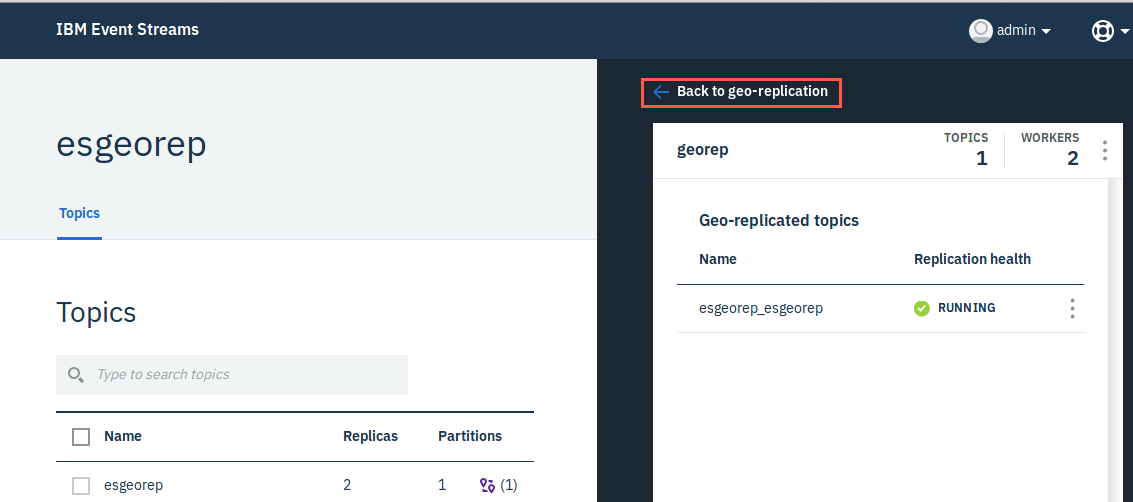 IBM Event Streams
admin
esgeorep
Topics
Topics
Type to search topics
Name Replicas Partitions
esgeorep 2 1 (1)
Back to geo-replication
georep
TOPICS
1
WORKERS
2
Geo-replicated topics
Name Replication health
esgeorep_esgeorep RUNNING